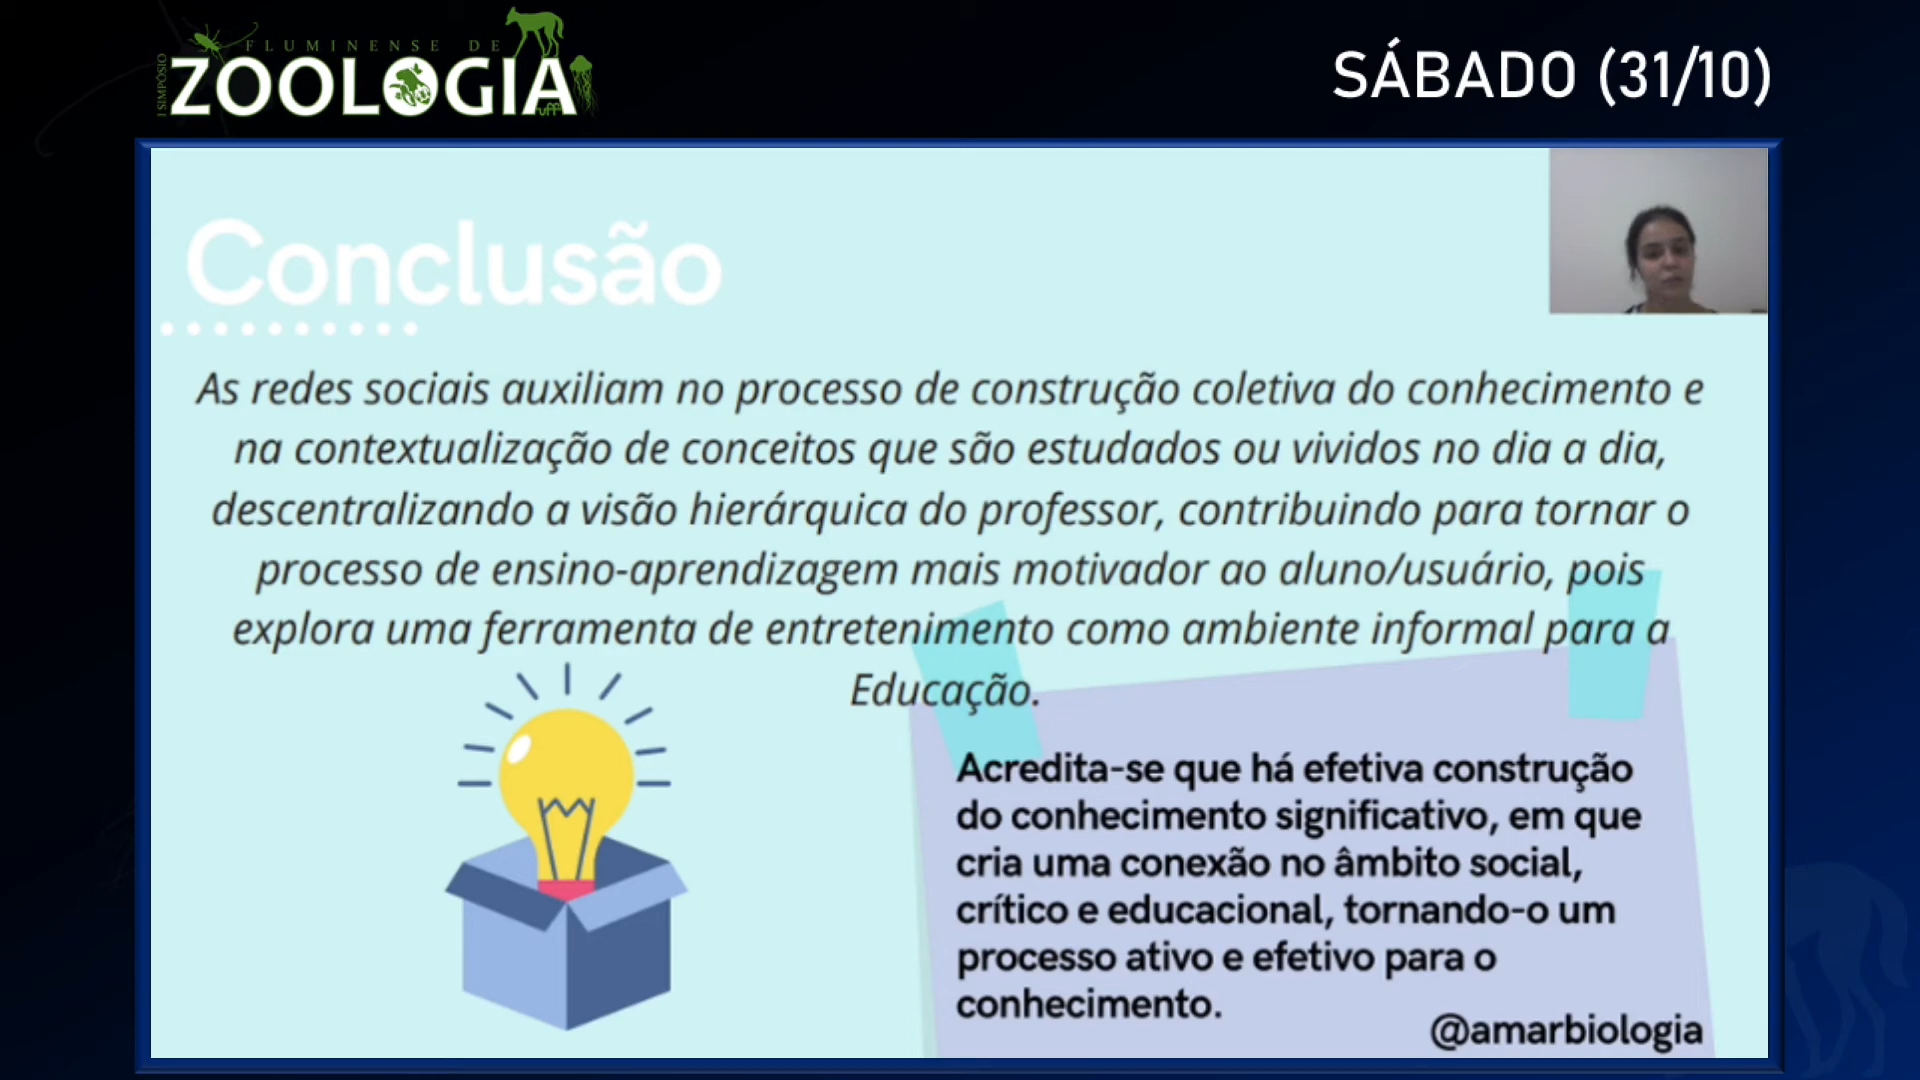 I SIMPÓSIO
FLUMINENSE DE
ZOOLOGIA
uff
SÁBADO (31/10)
Conclusão
As redes sociais auxiliam no processo de construção coletiva do conhecimento e
na contextualização de conceitos que são estudados ou vividos no dia a dia,
descentralizando a visão hierárquica do professor, contribuindo para tornar o
processo de ensino-aprendizagem mais motivador ao aluno/usuário, pois
explora uma ferramenta de entretenimento como ambiente informal para a
Educação.
Acredita-se que há efetiva construção
do conhecimento significativo, em que
cria uma conexão no âmbito social,
crítico e educacional, tornando-o um
processo ativo e efetivo para o
conhecimento.
@amarbiologia